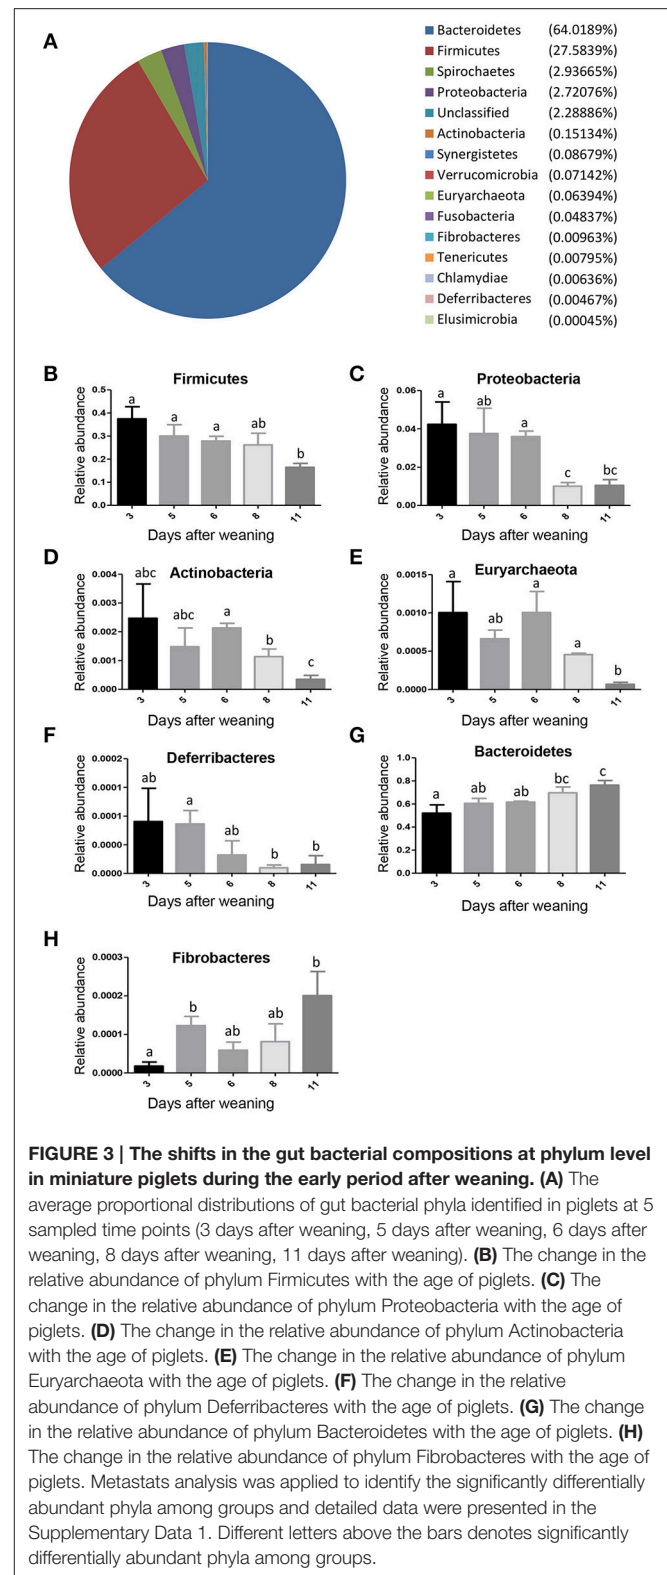 A
Bacteroidetes (64.0189%)
Firmicutes (27.5839%)
Spirochaetes (2.93665%)
Proteobacteria (2.72076%)
Unclassified (2.28886%)
Actinobacteria (0.15134%)
Synergistetes (0.08679%)
Verrucomicrobia (0.07142%)
Euryarchaeota (0.06394%)
Fusobacteria (0.04837%)
Fibrobacteres (0.00963%)
Tenericutes (0.00795%)
Chlamydiae (0.00636%)
Deferribacteres (0.00467%)
Elusimicrobia (0.00045%)
B
Firmicutes
Relative abundance
0.5
0.4
0.3
0.2
0.1
0.0
a a a ab b
3 5 6 8 11
Days after weaning
C
Proteobacteria
Relative abundance
0.06
0.04
0.02
0.00
a ab a c bc
3 5 6 8 11
Days after weaning
D
Actinobacteria
Relative abundance
0.004
0.003
0.002
0.001
0.000
abc abc a b c
3 5 6 8 11
Days after weaning
E
Euryarchaeota
Relative abundance
0.0015
0.0010
0.0005
0.0000
a ab a a b
3 5 6 8 11
Days after weaning
F
Deferribacteres
Relative abundance
0.0002
0.0001
0.0001
0.0000
0.0000
ab a ab b b
3 5 6 8 11
Days after weaning
G
Bacteroidetes
Relative abundance
1.0
0.8
0.6
0.4
0.2
0.0
a ab ab bc c
3 5 6 8 11
Days after weaning
H
Fibrobacteres
Relative abundance
0.0003
0.0002
0.0001
0.0000
a b ab ab b
3 5 6 8 11
Days after weaning
FIGURE 3 | The shifts in the gut bacterial compositions at phylum level
in miniature piglets during the early period after weaning. (A) The
average proportional distributions of gut bacterial phyla identified in piglets at 5
sampled time points (3 days after weaning, 5 days after weaning, 6 days after
weaning, 8 days after weaning, 11 days after weaning). (B) The change in the
relative abundance of phylum Firmicutes with the age of piglets. (C) The
change in the relative abundance of phylum Proteobacteria with the age of
piglets. (D) The change in the relative abundance of phylum Actinobacteria
with the age of piglets. (E) The change in the relative abundance of phylum
Euryarchaeota with the age of piglets. (F) The change in the relative
abundance of phylum Deferribacteres with the age of piglets. (G) The change
in the relative abundance of phylum Bacteroidetes with the age of piglets. (H)
The change in the relative abundance of phylum Fibrobacteres with the age of
piglets. Metastats analysis was applied to identify the significantly differentially
abundant phyla among groups and detailed data were presented in the
Supplementary Data 1. Different letters above the bars denotes significantly
differentially abundant phyla among groups.